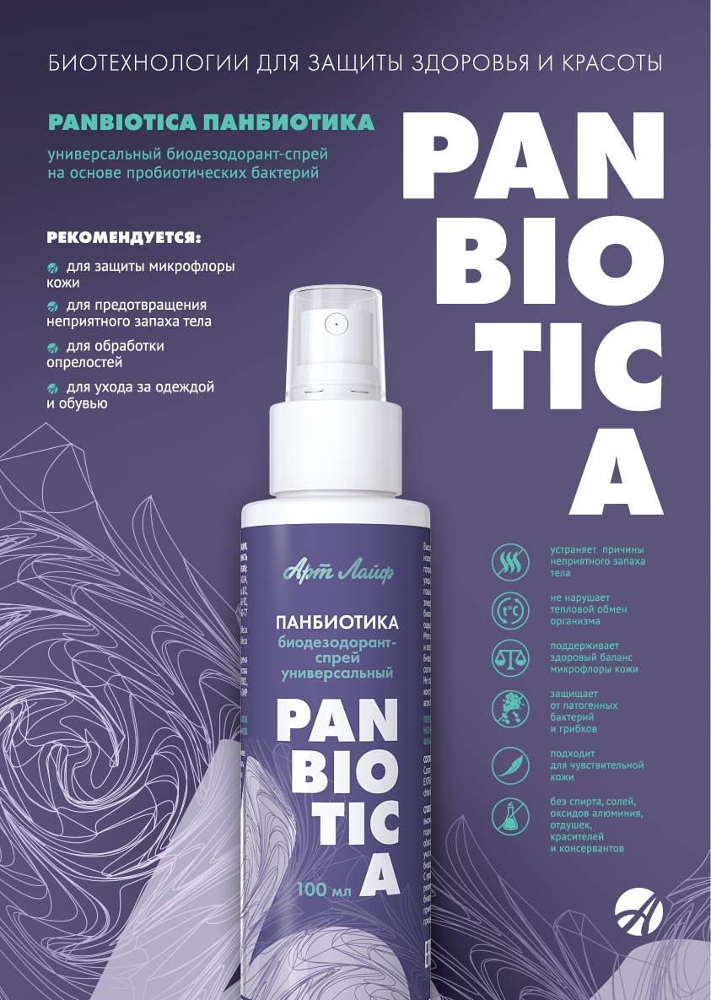 БИОТЕХНОЛОГИИ ДЛЯ ЗАЩИТЫ ЗДОРОВЬЯ И КРАСОТЫ
PANBIOTICA ПАНБИОТИКА
универсальный биодезодорант-спрей
на основе пробиотических бактерий
PAN
BIO
TIC
A
РЕКОМЕНДУЕТСЯ:
для защиты микрофлоры
кожи
для предотвращения
неприятного запаха тела
для обработки
опрелостей
для ухода за одеждой
и обувью
Арт Лайф
ПАНБИОТИКА
биодезодорант-
спрей
универсальный
PAN
BIO
TIC
A
100 мл
устраняет причины
неприятного запаха
тела
t°C
не нарушает
тепловой обмен
организма
поддерживает
здоровый баланс
микрофлоры кожи
защищает
от патогенных
бактерий
и грибков
подходит
для чувствительной
кожи
без спирта, солей,
оксидов алюминия,
отдушек,
красителей
и консервантов